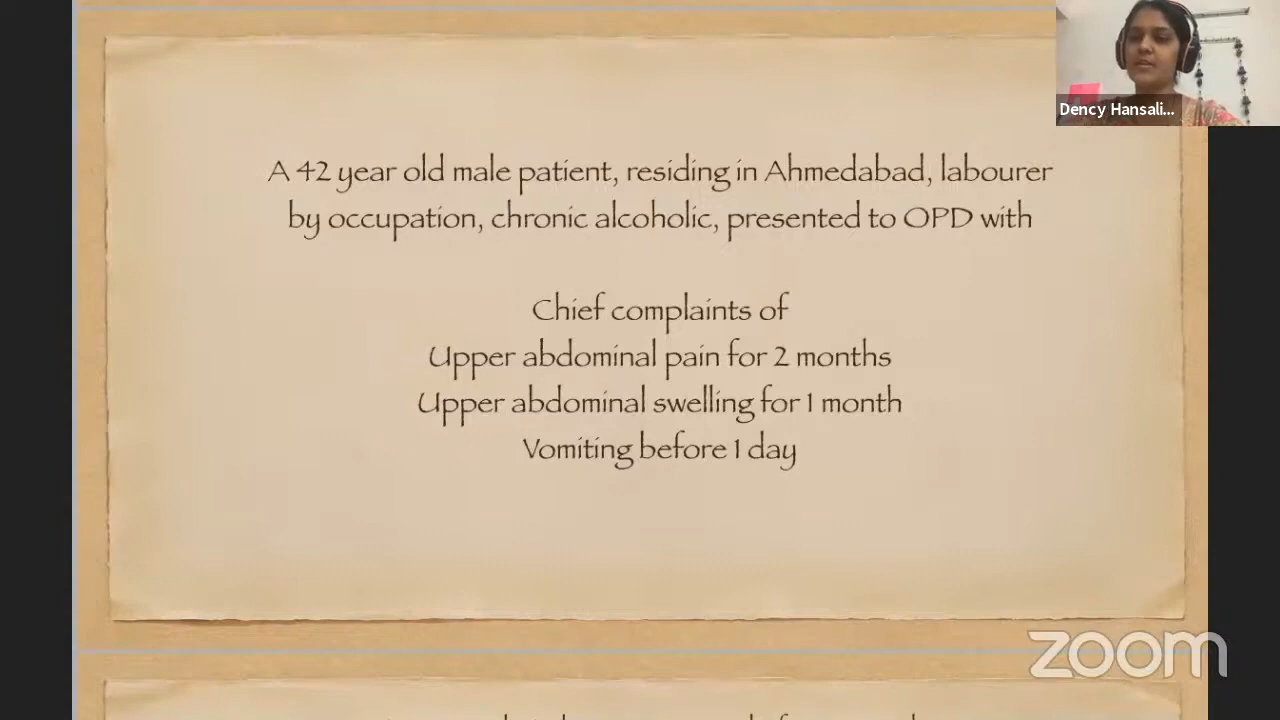 Dency Hansali...
A 42 year old male patient, residing in Ahmedabad, labourer
by occupation, chronic alcoholic, presented to OPD with
Chief complaints of
Upper abdominal pain for 2 months
Upper abdominal swelling for 1 month
Vomiting before 1 day
zoom